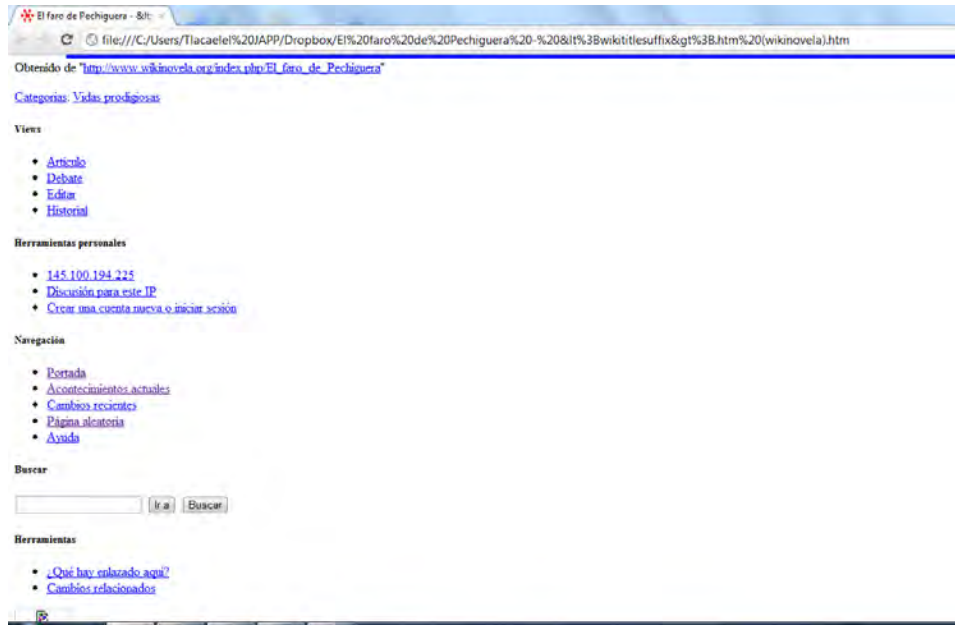 El faro de Pechiguera - &lt;
file:///C:/Users/Tlacaelel%20JAPP/Dropbox/El%20faro%20de%20Pechiguera%20-%20&lt%3Bwikititlesuffix&gt%3B.htm%20(wikinovela).htm
Obtenido de "http://www.wikinovela.org/index.php/El_faro_de_Pechiguera"
Categorías: Vidas prodigiosas
Views
Artículo
Debate
Editar
Historial
Herramientas personales
145.100.194.225
Discusión para este IP
Crear una cuenta nueva o iniciar sesión
Navegación
Portada
Acontecimientos actuales
Cambios recientes
Página aleatoria
Ayuda
Buscar
Ir a Buscar
Herramientas
¿Qué hay enlazado aquí?
Cambios relacionados